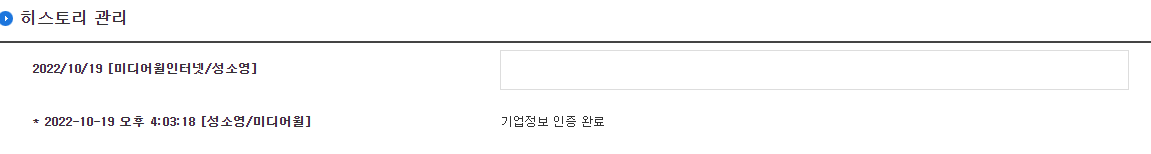 히스토리 관리
2022/10/19 [미디어윌인터넷/성소영]
* 2022-10-19 오후 4:03:18 [성소영/미디어윌] 기업정보 인증 완료